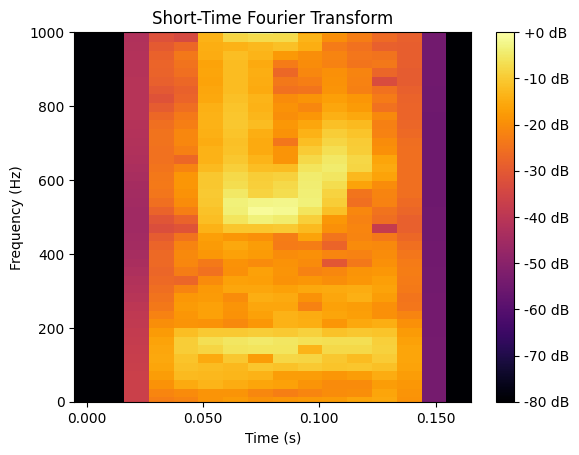 Short-Time Fourier Transform
1000
800
600
400
200
0
Frequency (Hz)
0.000
0.050
0.100
0.150
Time (s)
+0 dB
-10 dB
-20 dB
-30 dB
-40 dB
-50 dB
-60 dB
-70 dB
-80 dB